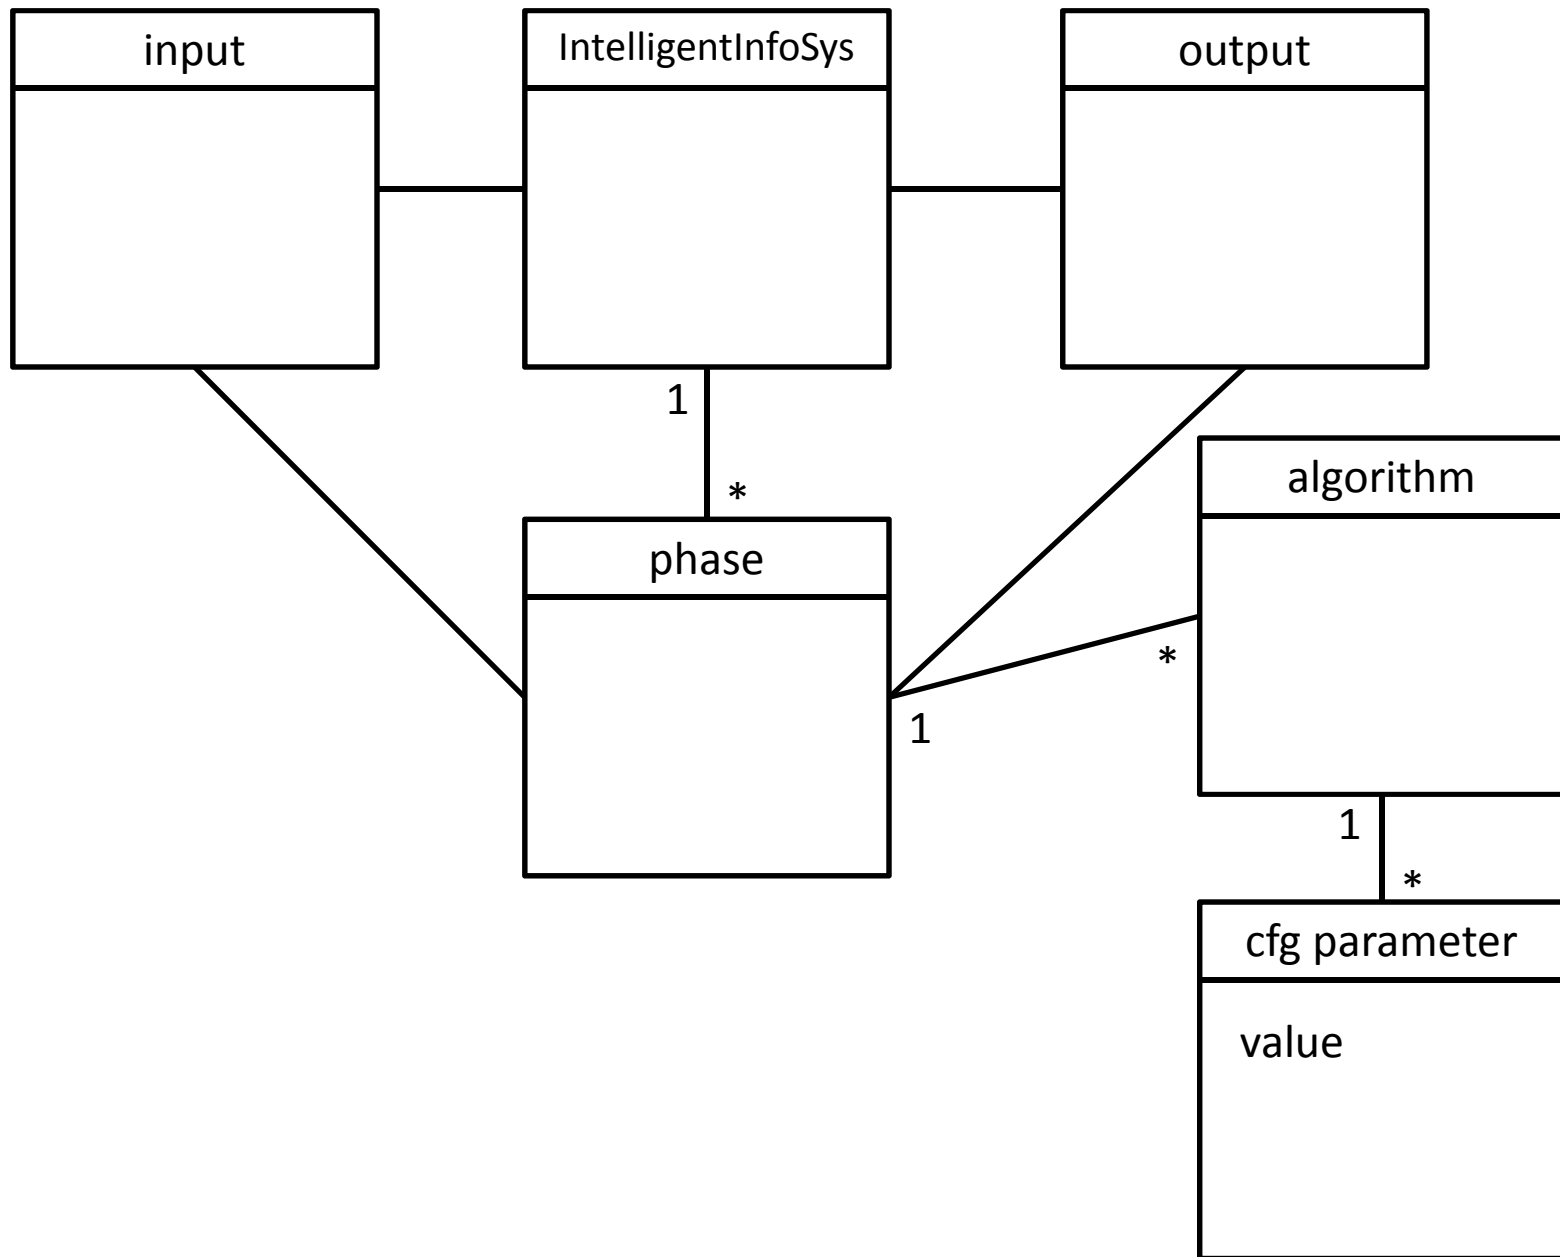 input
IntelligentInfoSys
output
1
*
algorithm
phase
*
1
1
*
cfg parameter
value